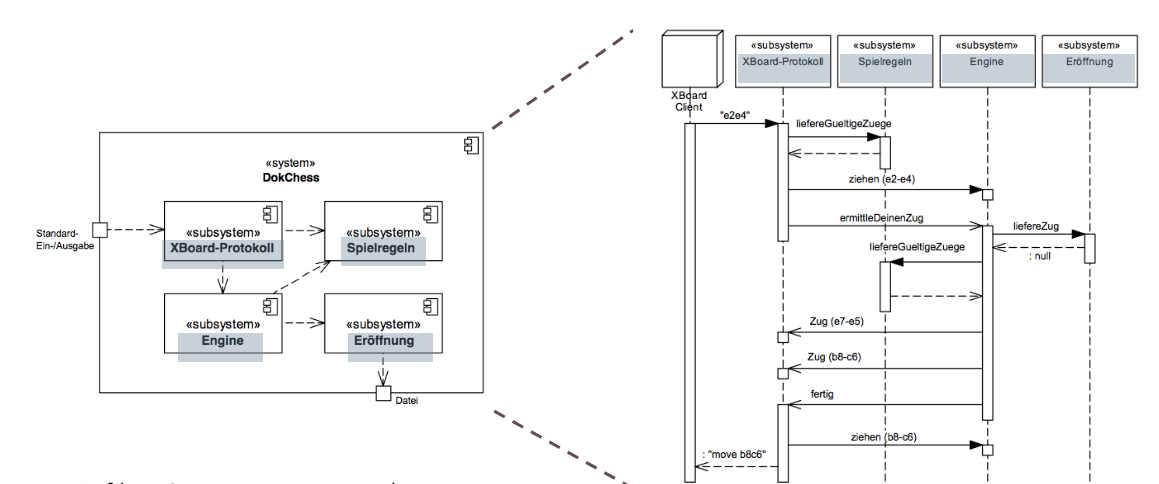 «system»
DokChess
Standard-
Ein-/Ausgabe
«subsystem»
XBoard-Protokoll
«subsystem»
Spielregeln
«subsystem»
Engine
«subsystem»
Eröffnung
Datei
XBoard
Client
«subsystem»
XBoard-Protokoll
«subsystem»
Spielregeln
«subsystem»
Engine
«subsystem»
Eröffnung
"e2e4"
liefereGueltigeZuege
ziehen (e2-e4)
ermittleDeinenZug
liefereZug
: null
liefereGueltigeZuege
Zug (e7-e5)
Zug (b8-c6)
fertig
ziehen (b8-c6)
: "move b8c6"